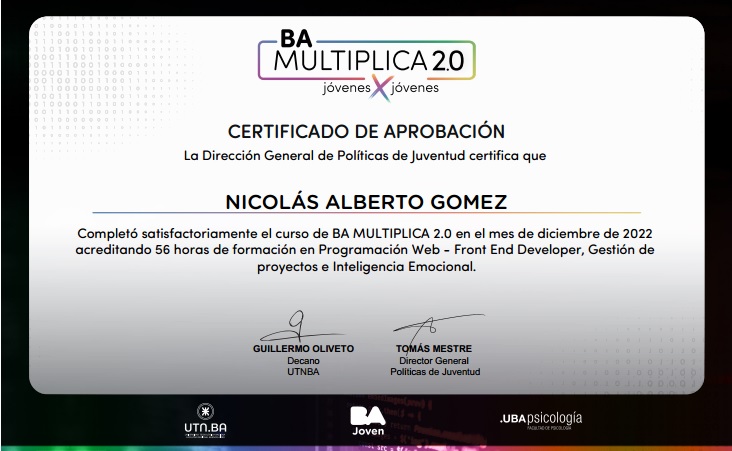 BA
MULTIPLICA 2.0
jóvenes X jóvenes
CERTIFICADO DE APROBACIÓN
La Dirección General de Políticas de Juventud certifica que
NICOLÁS ALBERTO GOMEZ
Completó satisfactoriamente el curso de BA MULTIPLICA 2.0 en el mes de diciembre de 2022
acreditando 56 horas de formación en Programación Web - Front End Developer, Gestión de
proyectos e Inteligencia Emocional.
GUILLERMO OLIVETO
Decano
UTNBA
TOMÁS MESTRE
Director General
Políticas de Juventud
UTN.BA
BA
Joven
.UBApsicología
FACULTAD DE PSICOLOGÍA